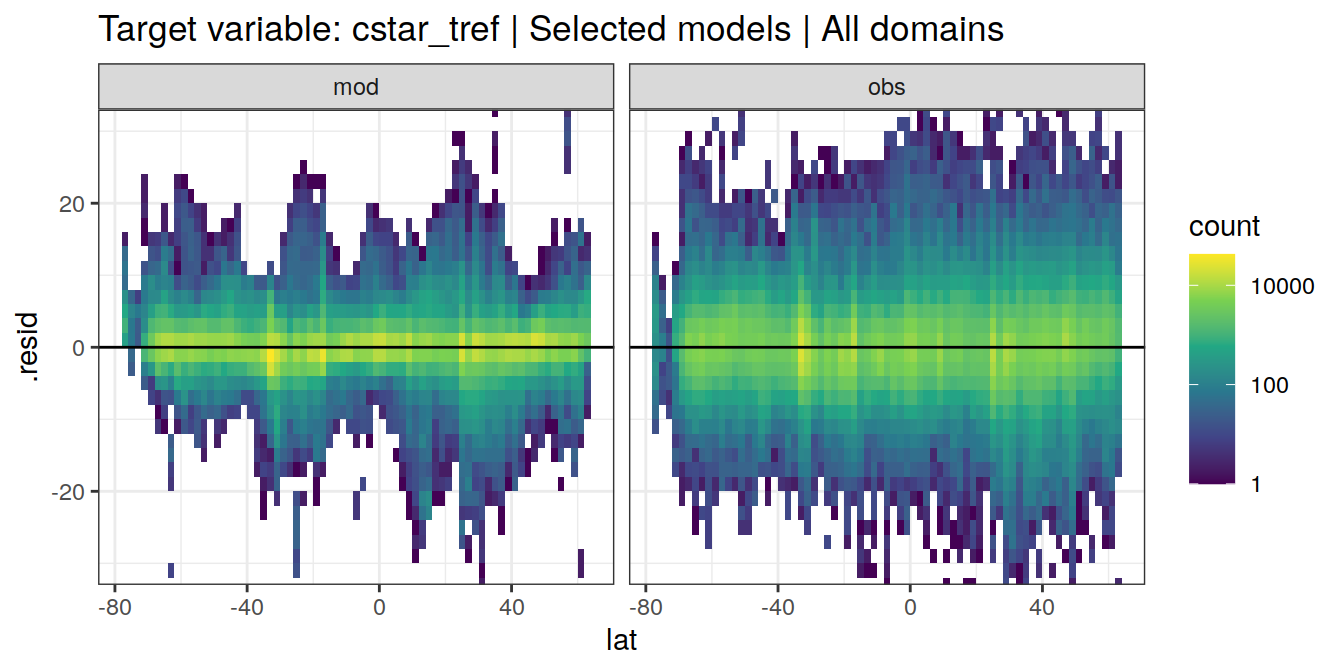 Target variable: cstar_tref | Selected models | All domains
mod
obs
.resid
20
0
-20
-80
-40
0
40
-80
-40
0
40
lat
count
10000
100
1